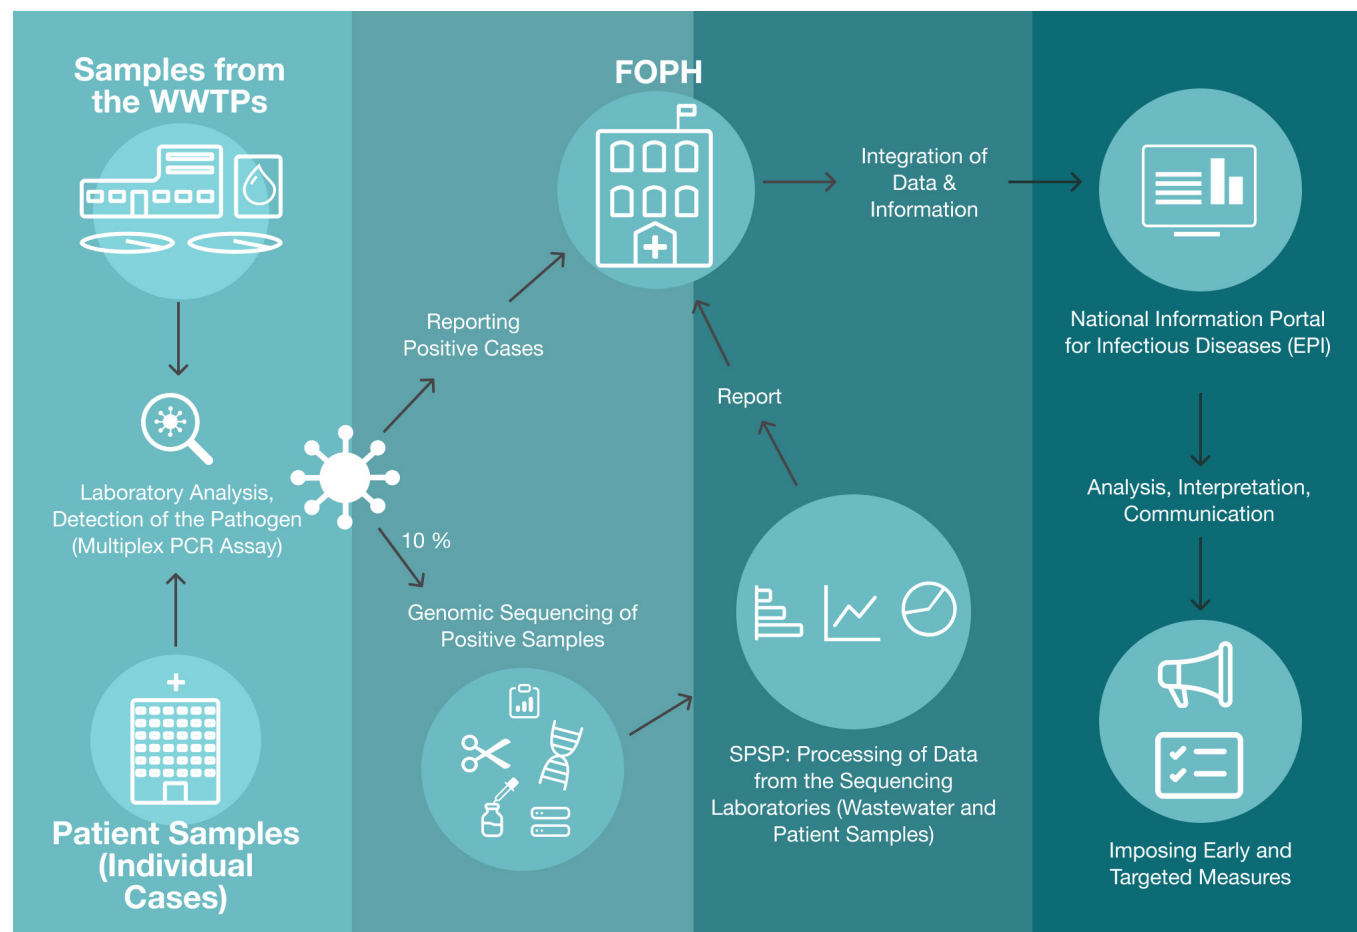 Samples from
the WWTPs
Laboratory Analysis,
Detection of the Pathogen
(Multiplex PCR Assay)
Patient Samples
(Individual
Cases)
Reporting
Positive Cases
10 %
Genomic Sequencing of
Positive Samples
FOPH
Report
SPSP: Processing of Data
from the Sequencing
Laboratories (Wastewater and
Patient Samples)
Integration of
Data &
Information
National Information Portal
for Infectious Diseases (EPI)
Analysis, Interpretation,
Communication
Imposing Early and
Targeted Measures